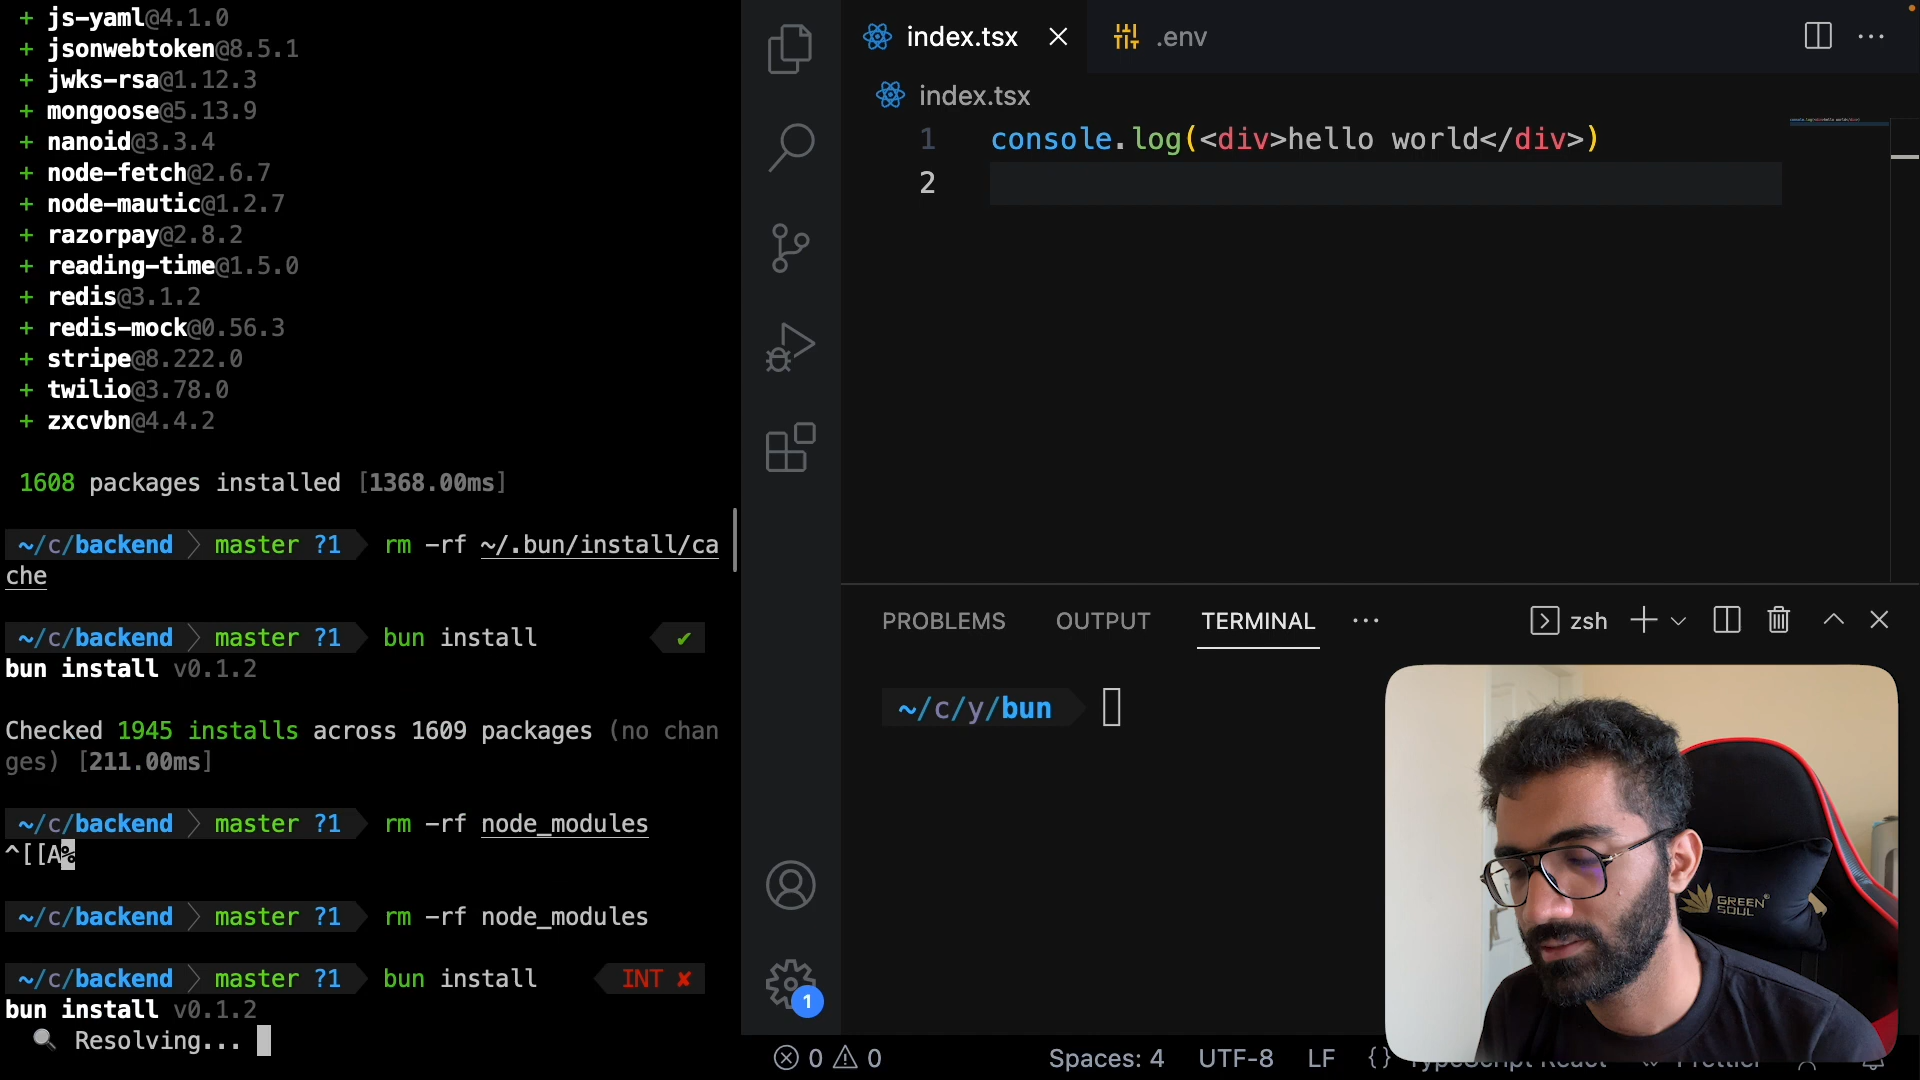 + js-yaml@4.1.0
+ jsonwebtoken@8.5.1
+ jwks-rsa@1.12.3
+ mongoose@5.13.9
+ nanoid@3.3.4
+ node-fetch@2.6.7
+ node-mautic@1.2.7
+ razorpay@2.8.2
+ reading-time@1.5.0
+ redis@3.1.2
+ redis-mock@0.56.3
+ stripe@8.222.0
+ twilio@3.78.0
+ zxcvbn@4.4.2
1608 packages installed [1368.00ms]
~/c/backend master ?1 rm -rf ~/.bun/install/ca
che
~/c/backend master ?1 bun install ✔
bun install v0.1.2
Checked 1945 installs across 1609 packages (no chan
ges) [211.00ms]
~/c/backend master ?1 rm -rf node_modules
^[[A%
~/c/backend master ?1 rm -rf node_modules
~/c/backend master ?1 bun install INT ✘
bun install v0.1.2
Resolving...
1
index.tsx
.env
index.tsx
1 console.log(<div>hello world</div>)
2
PROBLEMS OUTPUT TERMINAL ... zsh
~/c/y/bun
GREEN
SOUL
0 0 Spaces: 4 UTF-8 LF {} TypeScript React Prettier